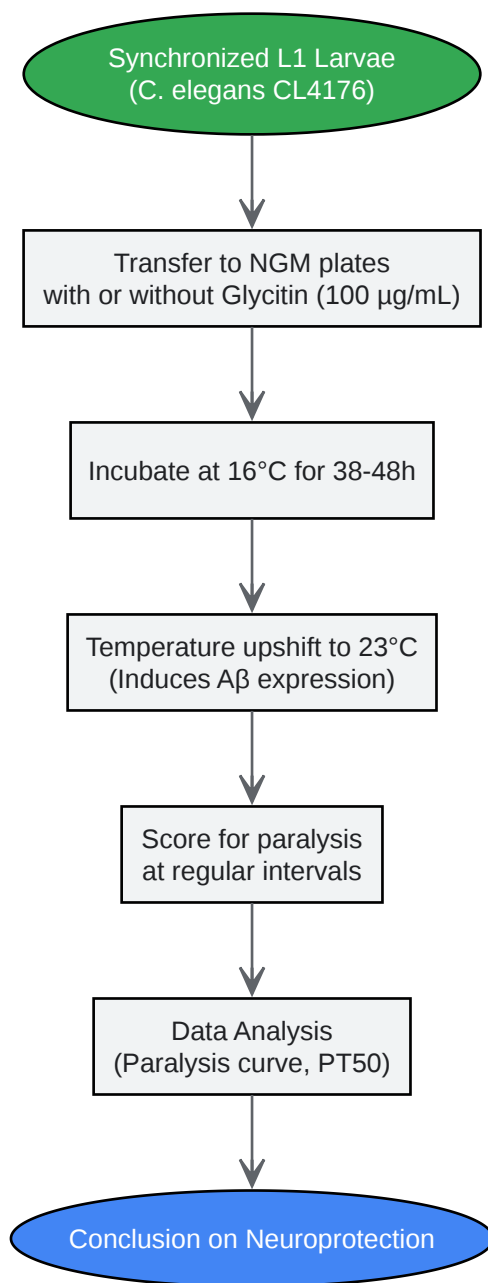 Synchronized L1 Larvae
(C. elegans CL4176)
Transfer to NGM plates
with or without Glycitin (100 µg/mL)
Incubate at 16°C for 38-48h
Temperature upshift to 23°C
(Induces Aβ expression)
Score for paralysis
at regular intervals
Data Analysis
(Paralysis curve, PT50)
Conclusion on Neuroprotection